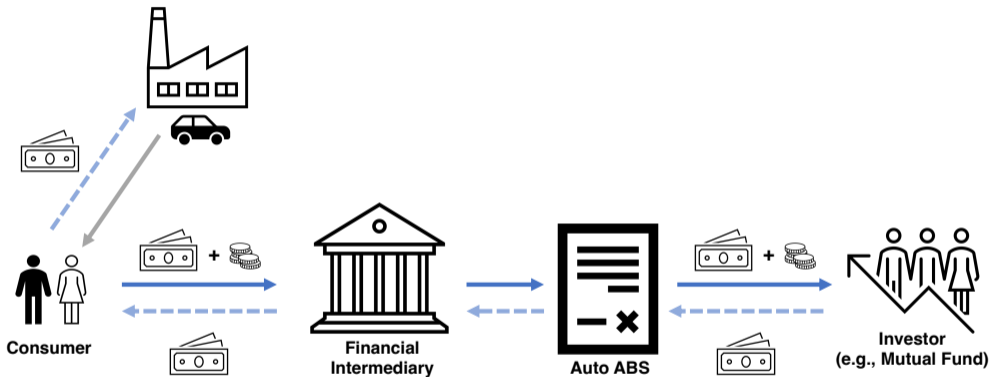 +
+
Consumer
Financial
Intermediary
Auto ABS
Investor
(e.g., Mutual Fund)